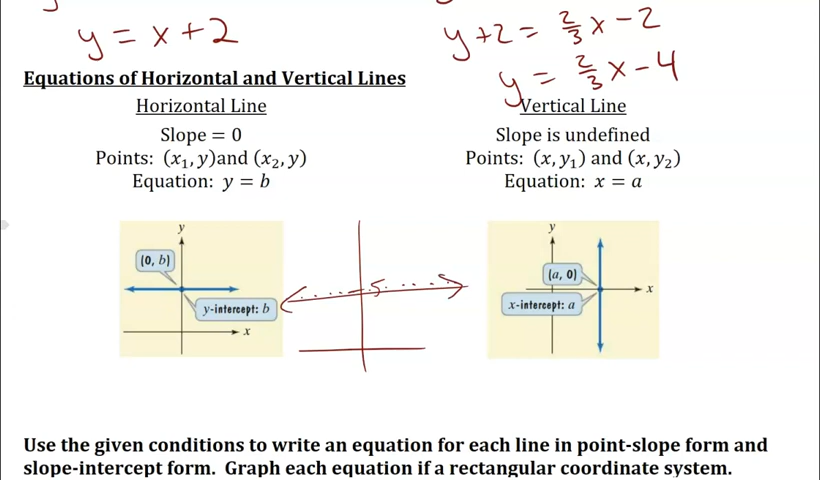 y = x + 2
y + 2 = 2/3 x - 2
y = 2/3 x - 4
Equations of Horizontal and Vertical Lines
Horizontal Line
Slope = 0
Points: (x₁, y)and (x₂, y)
Equation: y = b
Vertical Line
Slope is undefined
Points: (x, y₁) and (x, y₂)
Equation: x = a
y
(0, b)
y-intercept: b
x
5
y
(a, 0)
x
x-intercept: a
Use the given conditions to write an equation for each line in point-slope form and
slope-intercept form. Graph each equation if a rectangular coordinate system.